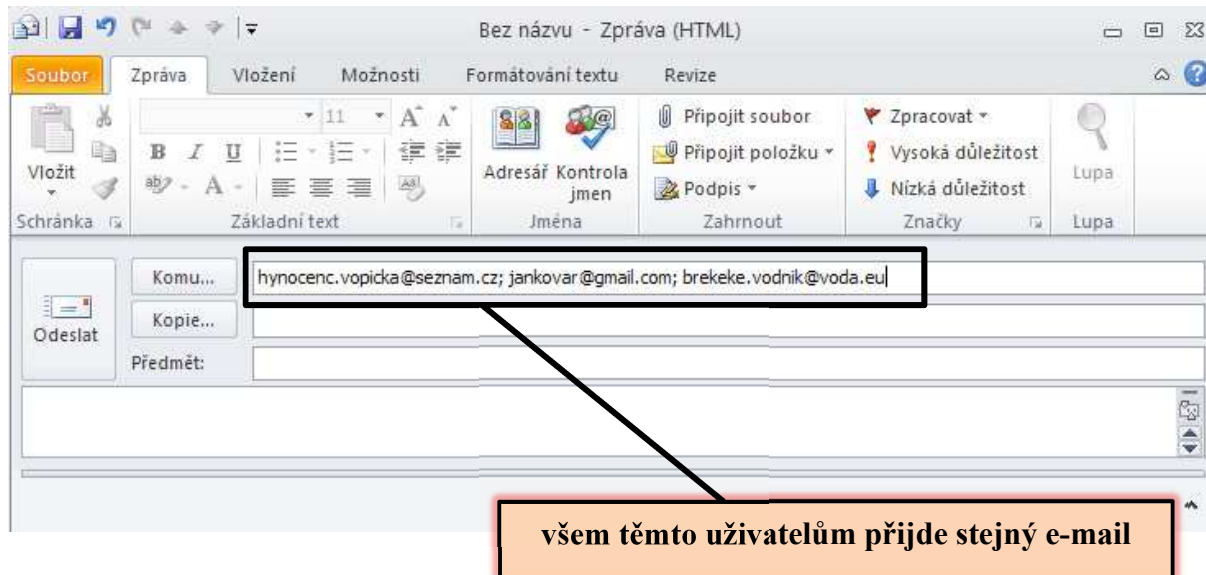 Bez názvu - Zpráva (HTML)
Soubor Zpráva Vložení Možnosti Formátování textu Revize
11 A A Připojit soubor Zpracovat
B I U Připojit položku Vysoká důležitost
Vložit Adresář Kontrola jmen Podpis Nízká důležitost Lupa
Schránka Základní text Jména Zahrnout Značky Lupa
Komu... hynocenc.vopicka@seznam.cz; jankovar@gmail.com; brekeke.vodnik@voda.eu
Odeslat Kopie...
Předmět:
všem těmto uživatelům přijde stejný e-mail